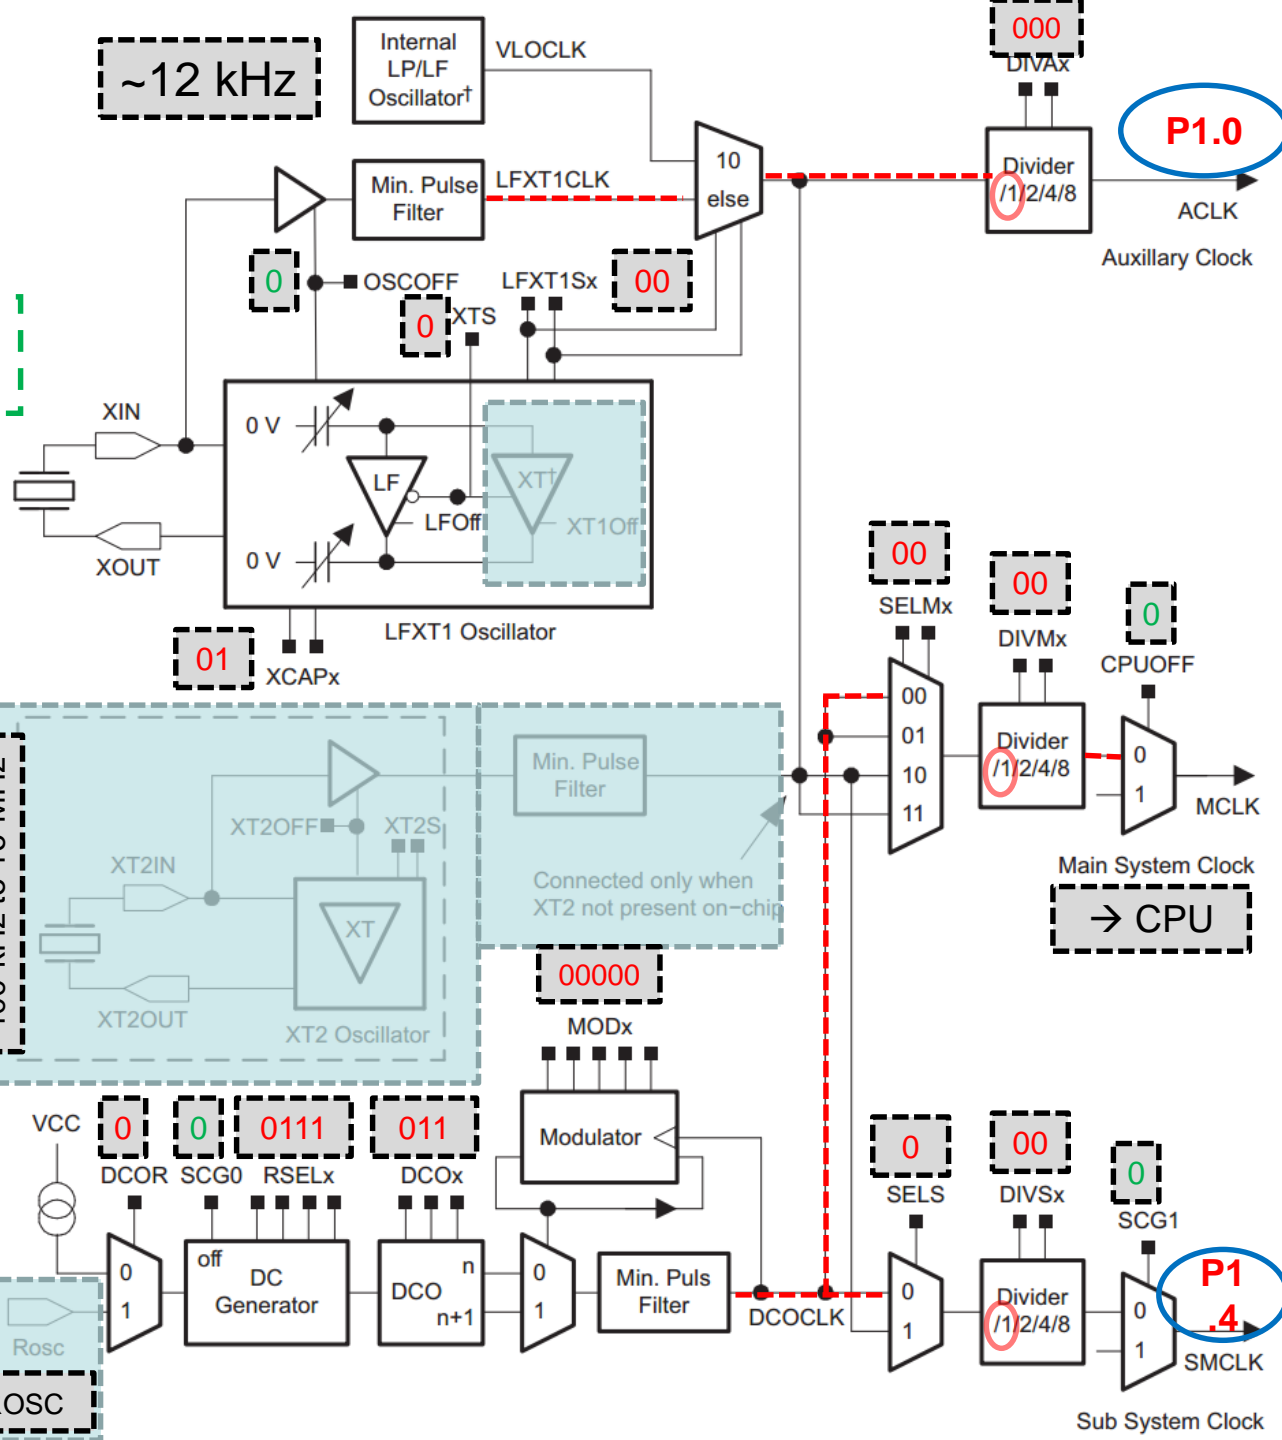 000
~12 kHz
Internal
LP/LF
Oscillator†
VLOCLK
DIVAx
P1.0
10
else
Divider
/1/2/4/8
ACLK
Auxillary Clock
Min. Pulse
Filter
LFXT1CLK
0
OSCOFF
LFXT1Sx
00
0
XTS
XIN
0 V
LF
XT†
LFOff
XT1Off
0 V
XOUT
LFXT1 Oscillator
01
XCAPx
00
SELMx
00
DIVMx
0
CPUOFF
00
01
10
11
Divider
/1/2/4/8
0
1
MCLK
Main System Clock
→ CPU
Min. Pulse
Filter
XT2OFF
XT2S
XT2IN
XT
XT2OUT
XT2 Oscillator
Connected only when
XT2 not present on−chip
00000
MODx
Modulator
VCC
0
DCOR
0
SCG0
0111
RSELx
011
DCOx
0
1
off
DC
Generator
DCO
n
n+1
0
1
Min. Puls
Filter
DCOCLK
0
SELS
00
DIVSx
0
SCG1
0
1
Divider
/1/2/4/8
0
1
P1
.4
SMCLK
Sub System Clock
Rosc
OSC